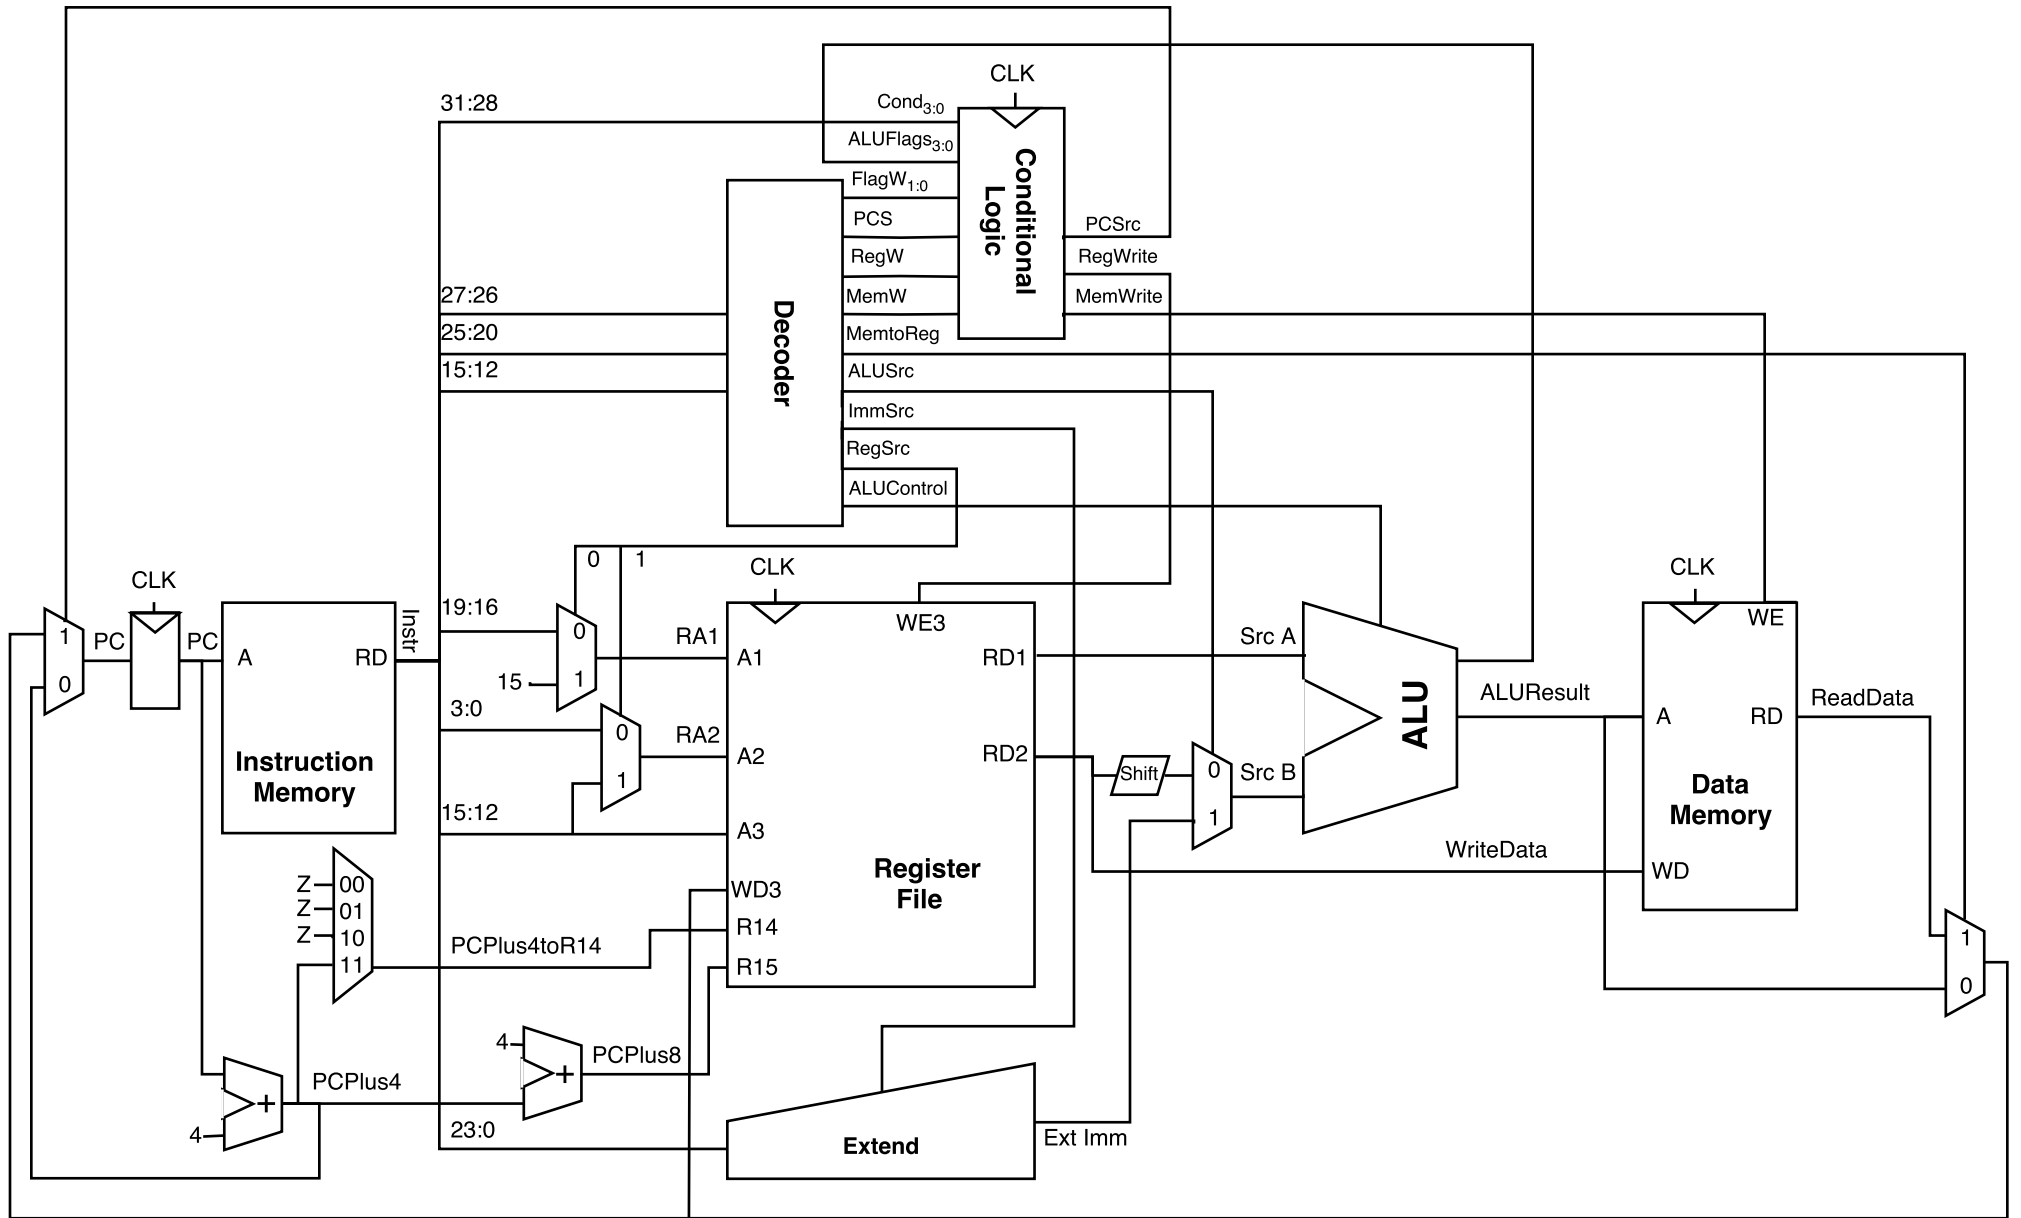 CLK
31:28
Cond3:0
ALUFlags3:0
FlagW1:0
PCS
RegW
MemW
MemtoReg
ALUSrc
ImmSrc
RegSrc
ALUControl
Conditional
Logic
PCSrc
RegWrite
MemWrite
27:26
25:20
15:12
Decoder
0
1
CLK
PC
1
0
CLK
PC
A
RD
Instr
Instruction
Memory
19:16
15
0
1
RA1
3:0
0
1
RA2
15:12
A1
A2
A3
WD3
R14
R15
WE3
RD1
RD2
Register
File
Shift
0
1
Src A
Src B
ALU
ALUResult
WriteData
CLK
WE
A
RD
WD
Data
Memory
ReadData
1
0
Z
00
Z
01
Z
10
11
PCPlus4toR14
4
+
PCPlus4
4
+
PCPlus8
23:0
Extend
Ext Imm